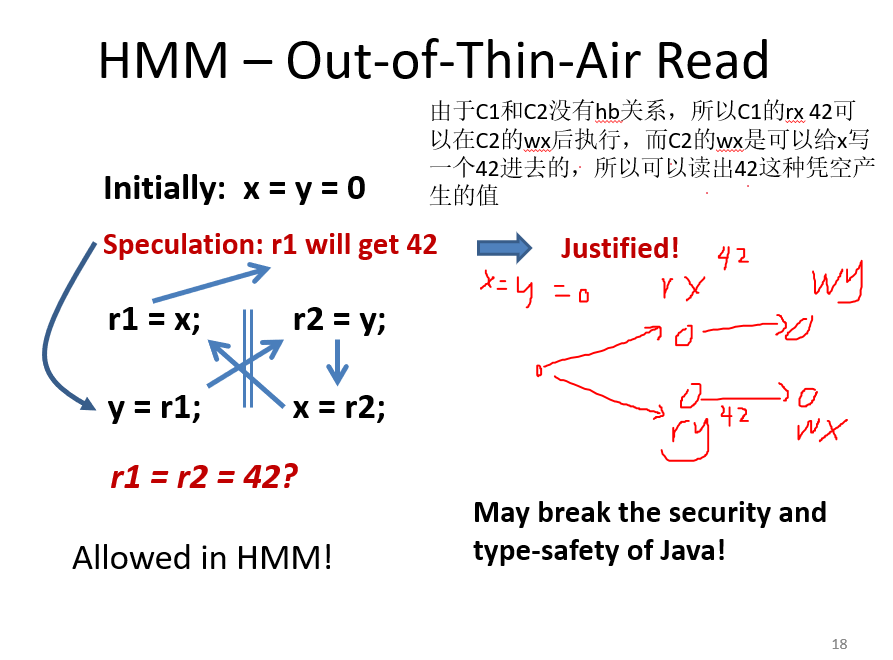 HMM – Out-of-Thin-Air Read
由于C1和C2没有hb关系，所以C1的rx 42可
以在C2的wx后执行，而C2的wx是可以给x写
一个42进去的，所以可以读出42这种凭空产
生的值
Initially: x = y = 0
Speculation: r1 will get 42
Justified!
42
x = y = 0
rx
wy
r1 = x;
r2 = y;
y = r1;
x = r2;
42
ry
wx
r1 = r2 = 42?
May break the security and
type-safety of Java!
Allowed in HMM!
18